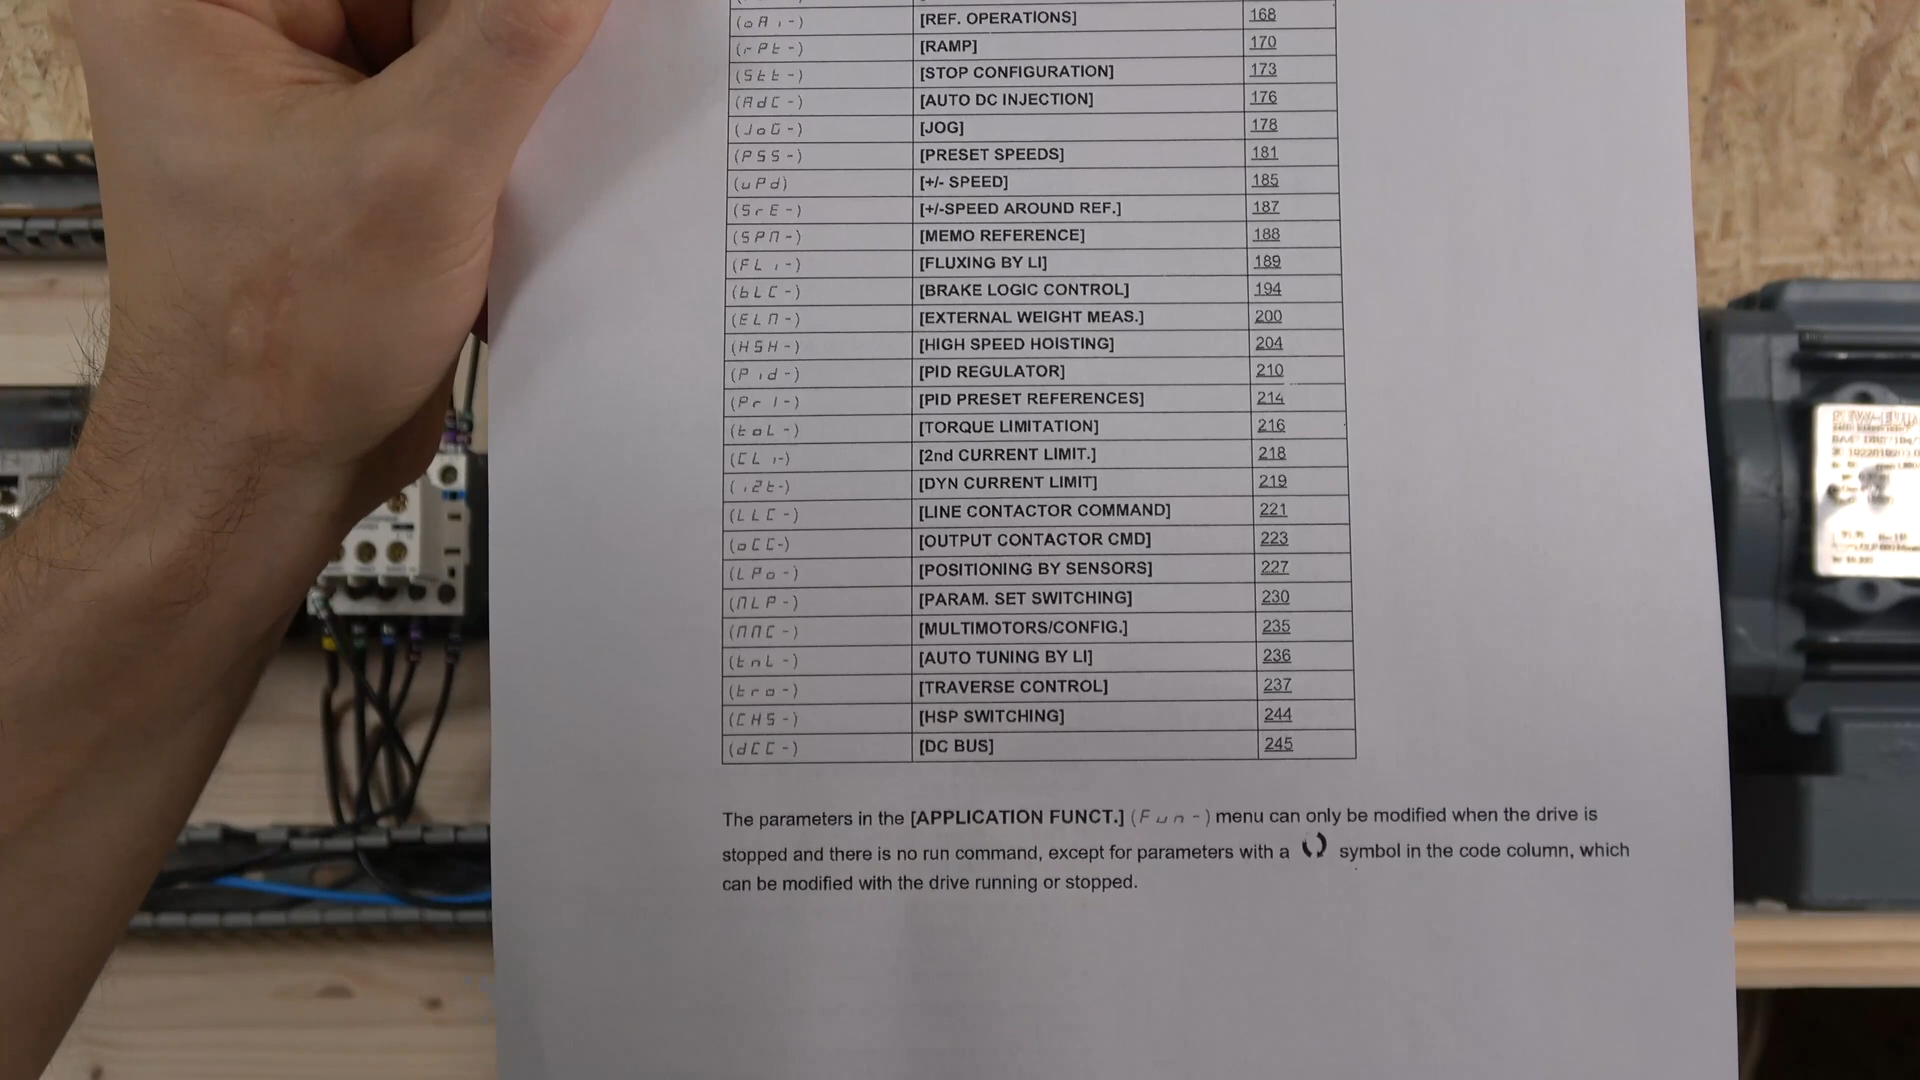 (oAi-) [REF. OPERATIONS] 168
(rPt-) [RAMP] 170
(Stt-) [STOP CONFIGURATION] 173
(AdC-) [AUTO DC INJECTION] 176
(JoG-) [JOG] 178
(PSS-) [PRESET SPEEDS] 181
(uPd) [+/- SPEED] 185
(SrE-) [+/-SPEED AROUND REF.] 187
(SPM-) [MEMO REFERENCE] 188
(FLi-) [FLUXING BY LI] 189
(bLC-) [BRAKE LOGIC CONTROL] 194
(ELM-) [EXTERNAL WEIGHT MEAS.] 200
(HSH-) [HIGH SPEED HOISTING] 204
(Pid-) [PID REGULATOR] 210
(PrI-) [PID PRESET REFERENCES] 214
(toL-) [TORQUE LIMITATION] 216
(CLi-) [2nd CURRENT LIMIT.] 218
(i2t-) [DYN CURRENT LIMIT] 219
(LLC-) [LINE CONTACTOR COMMAND] 221
(oCC-) [OUTPUT CONTACTOR CMD] 223
(LPo-) [POSITIONING BY SENSORS] 227
(MLP-) [PARAM. SET SWITCHING] 230
(MMC-) [MULTIMOTORS/CONFIG.] 235
(tnL-) [AUTO TUNING BY LI] 236
(tro-) [TRAVERSE CONTROL] 237
(CHS-) [HSP SWITCHING] 244
(dCC-) [DC BUS] 245
The parameters in the [APPLICATION FUNCT.] (Fun-) menu can only be modified when the drive is
stopped and there is no run command, except for parameters with a symbol in the code column, which
can be modified with the drive running or stopped.